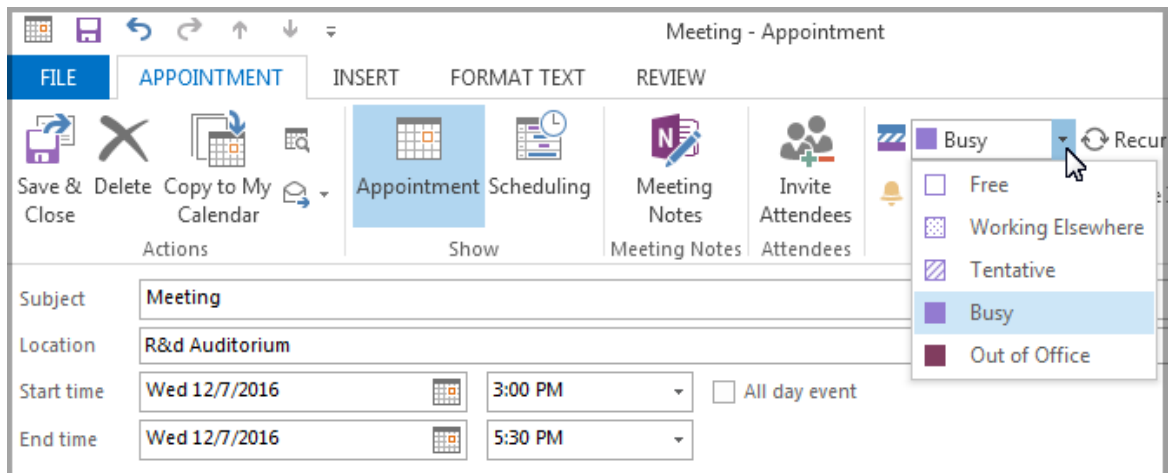 Meeting - Appointment
FILE APPOINTMENT INSERT FORMAT TEXT REVIEW
Save & Close
Delete
Copy to My Calendar
Appointment
Scheduling
Meeting Notes
Invite Attendees
Busy
Recur
Actions
Show
Meeting Notes
Attendees
Free
Working Elsewhere
Tentative
Busy
Out of Office
Subject Meeting
Location R&d Auditorium
Start time Wed 12/7/2016 3:00 PM All day event
End time Wed 12/7/2016 5:30 PM